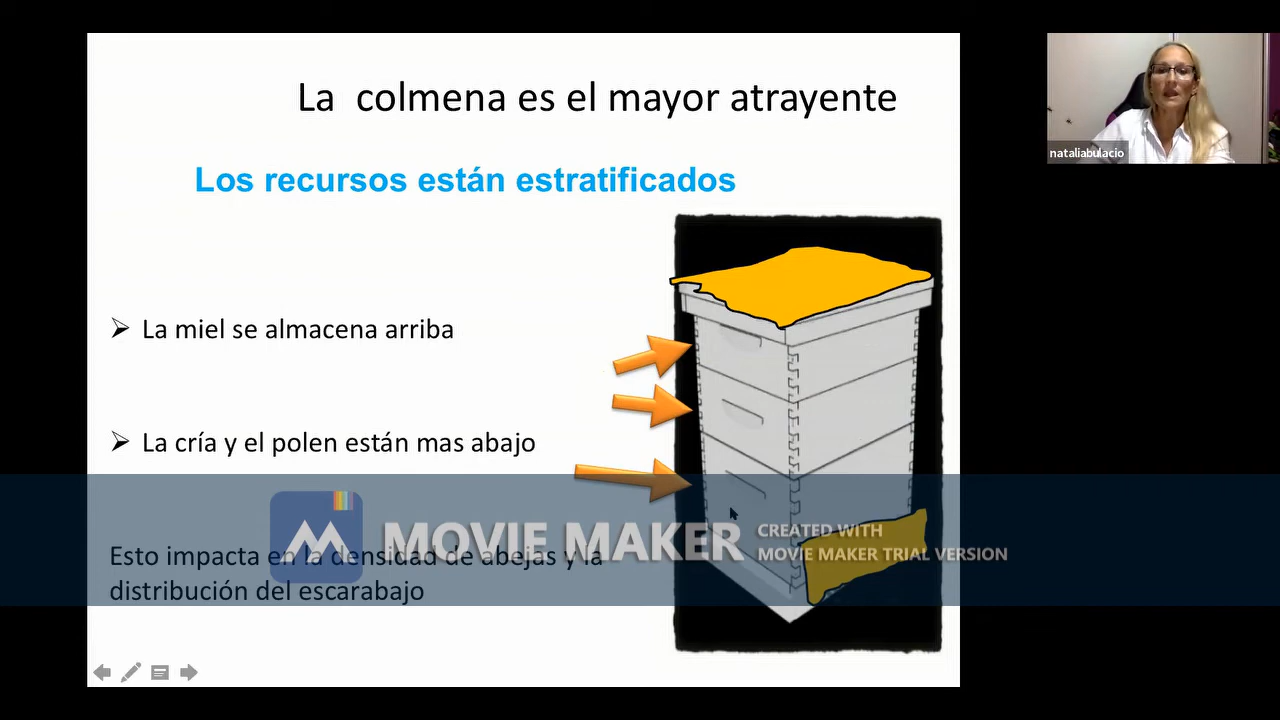 La colmena es el mayor atrayente
nataliabulacio
Los recursos están estratificados
La miel se almacena arriba
La cría y el polen están mas abajo
MOVIE MAKER
CREATED WITH
MOVIE MAKER TRIAL VERSION
Esto impacta en la densidad de abejas y la
distribución del escarabajo